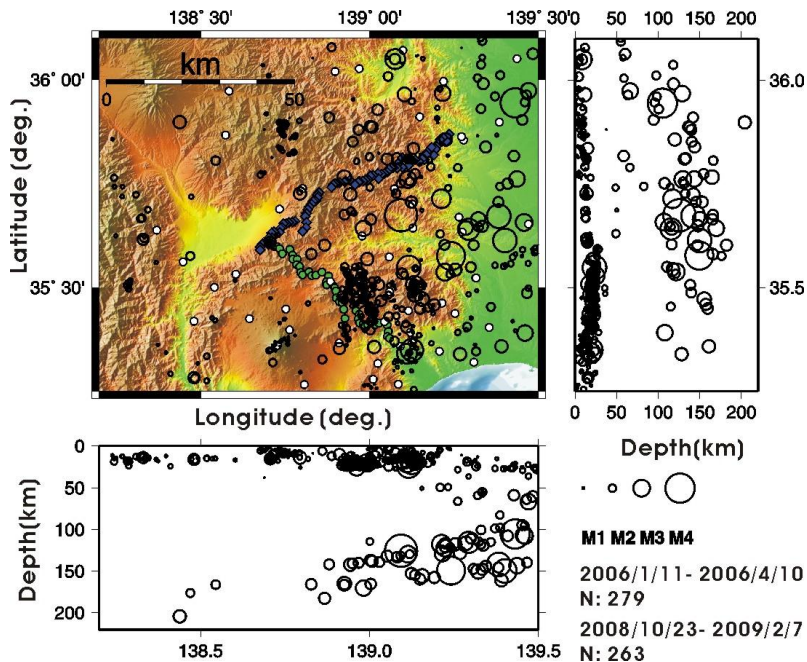 138°30' 139°00' 139°30' 0 50 100 150 200
36°00'
km
0 50
36.0
Latitude (deg.)
35°30'
35.5
Longitude (deg.)
0 50 100 150 200
Depth(km)
0
50
100
150
200
Depth(km)
138.5 139.0 139.5
M1 M2 M3 M4
2006/1/11- 2006/4/10
N: 279
2008/10/23- 2009/2/7
N: 263